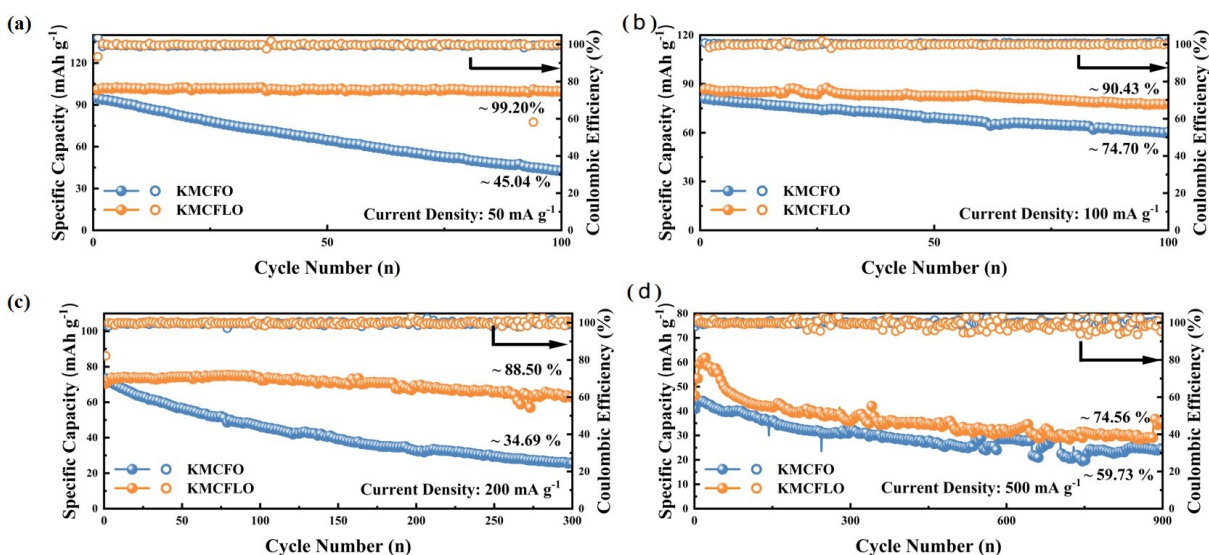 (a)
Specific Capacity (mAh g-1)
120
90
60
30
0
~ 99.20%
~ 45.04 %
KMCFO
KMCFLO
Current Density: 50 mA g-1
100
80
60
40
20
0
Coulombic Efficiency (%)
0
50
100
Cycle Number (n)
(b)
Specific Capacity (mAh g-1)
120
90
60
30
0
~ 90.43 %
~ 74.70 %
KMCFO
KMCFLO
Current Density: 100 mA g-1
100
80
60
40
20
0
Coulombic Efficiency (%)
0
50
100
Cycle Number (n)
(c)
Specific Capacity (mAh g-1)
100
80
60
40
20
0
~ 88.50 %
~ 34.69 %
KMCFO
KMCFLO
Current Density: 200 mA g-1
100
80
60
40
20
0
Coulombic Efficiency (%)
0
50
100
150
200
250
300
Cycle Number (n)
(d)
Specific Capacity (mAh g-1)
80
70
60
50
40
30
20
10
0
~ 74.56 %
~ 59.73 %
KMCFO
KMCFLO
Current Density: 500 mA g-1
100
80
60
40
20
0
Coulombic Efficiency (%)
0
300
600
900
Cycle Number (n)